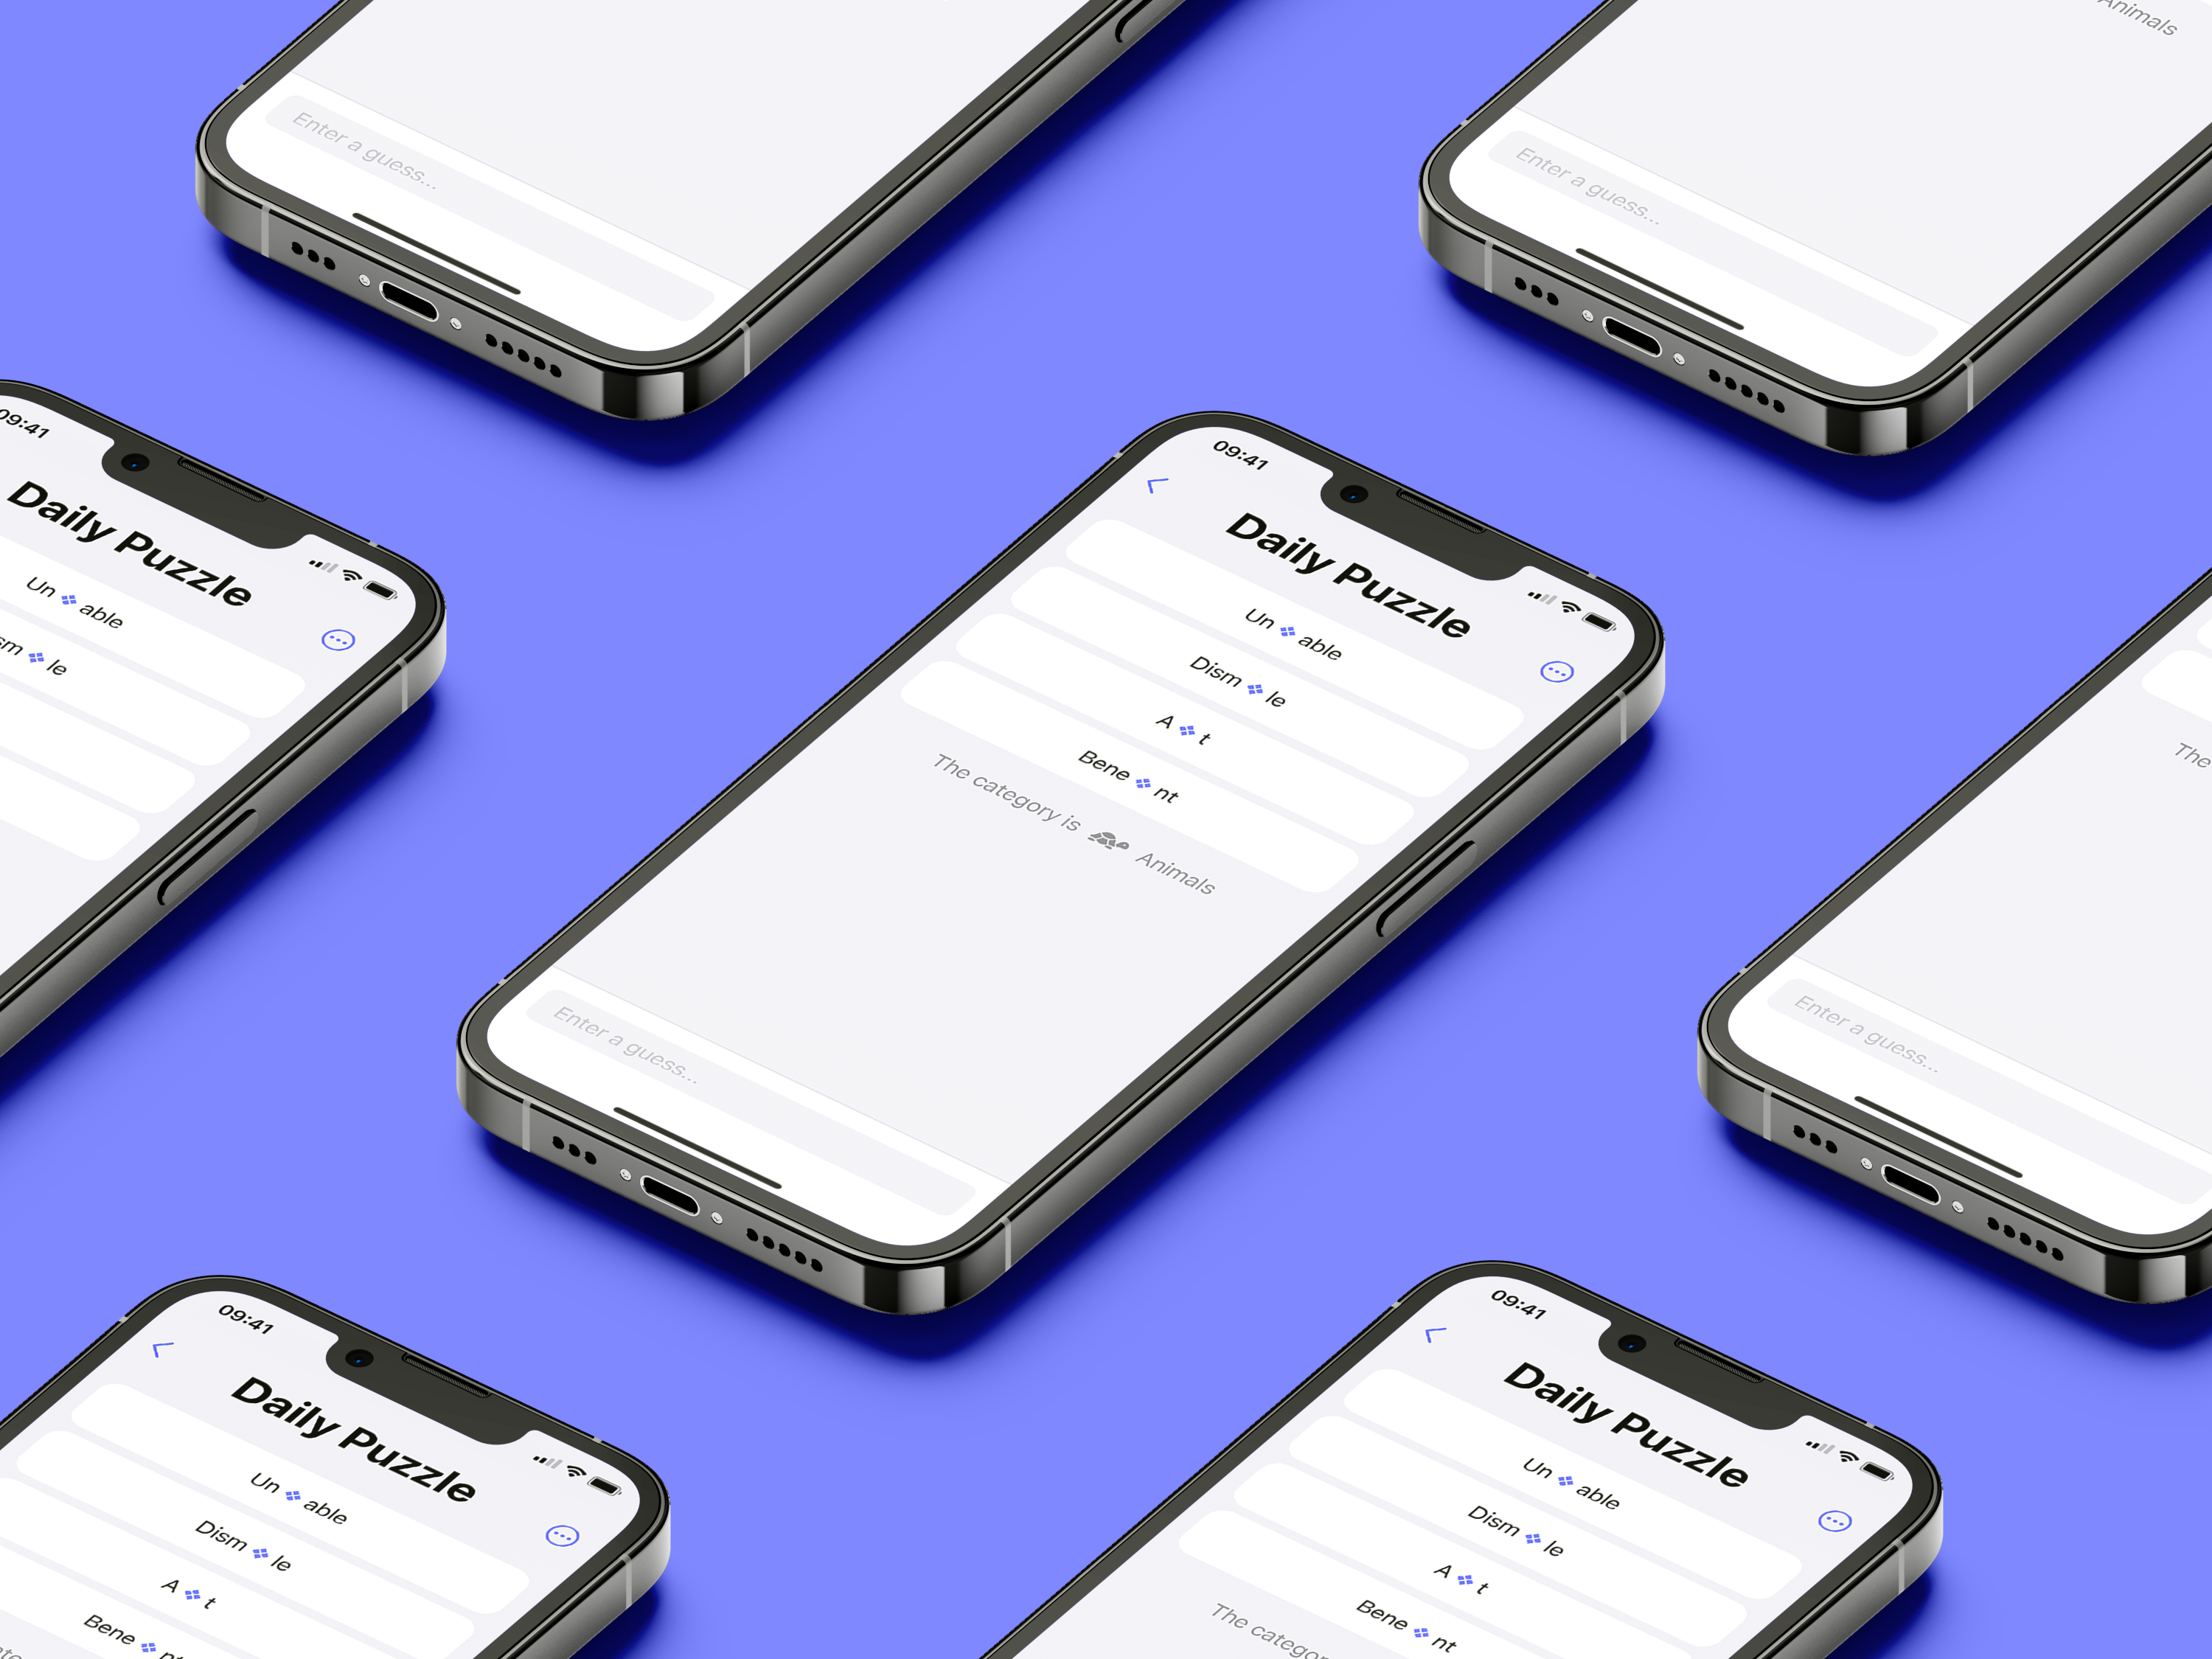 Animals
Enter a guess...
Enter a guess...
09:41
Daily Puzzle
Un able
sm le
09:41
Daily Puzzle
Un able
Dism le
A t
Bene nt
The category is Animals
Enter a guess...
The
Enter a guess...
09:41
Daily Puzzle
Un able
Dism le
A t
Bene nt
09:41
Daily Puzzle
Un able
Dism le
A t
Bene nt
The categor